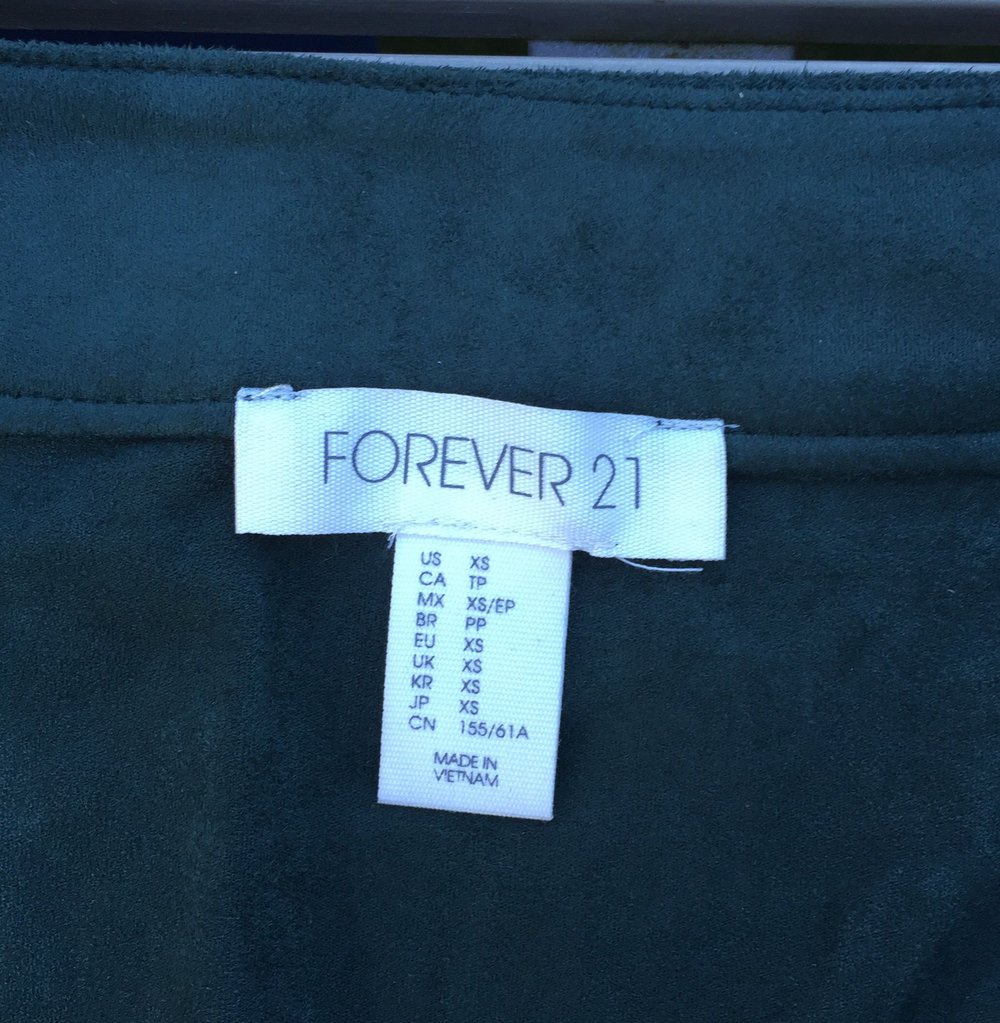 FOREVER 21
US XS
CA TP
MX XS/EP
BR PP
EU XS
UK XS
KR XS
JP XS
CN 155/61A
MADE IN
VIETNAM